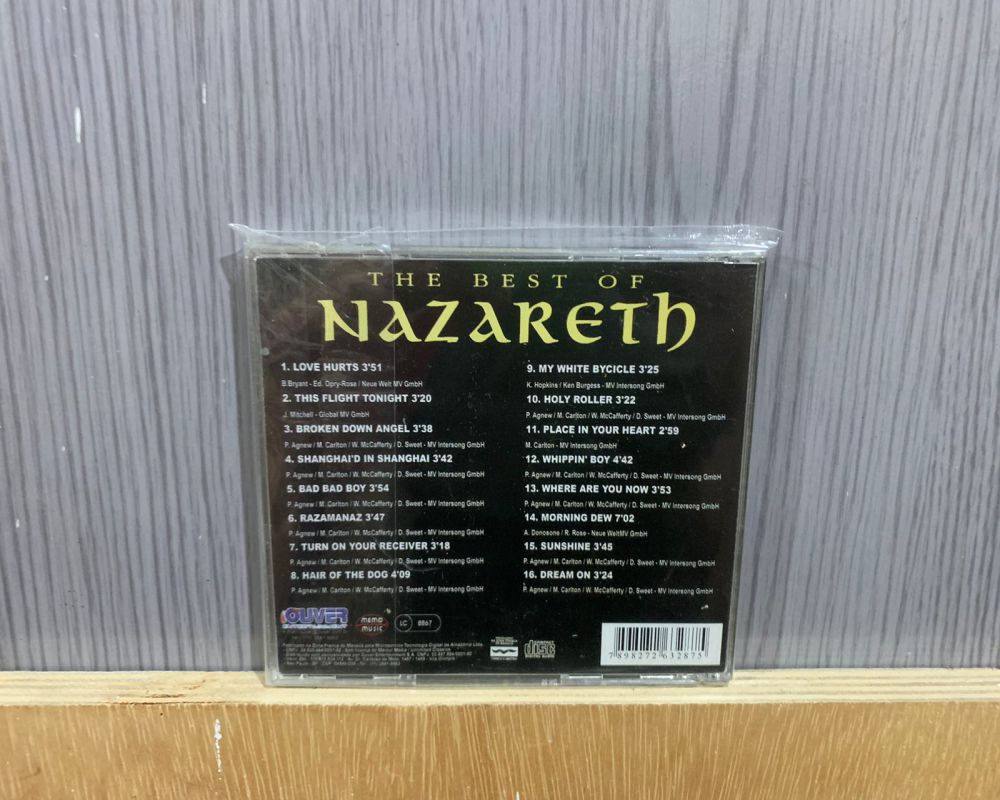 THE BEST OF
NAZARETH
1. LOVE HURTS 3'51
B.Bryant - Ed. Opry-Rose / Neue Welt MV GmbH
2. THIS FLIGHT TONIGHT 3'20
J. Mitchell - Global MV GmbH
3. BROKEN DOWN ANGEL 3'38
P. Agnew / M. Carlton / W. McCafferty / D. Sweet - MV Intersong GmbH
4. SHANGHAI'D IN SHANGHAI 3'42
P. Agnew / M. Carlton / W. McCafferty / D. Sweet - MV Intersong GmbH
5. BAD BAD BOY 3'54
P. Agnew / M. Carlton / W. McCafferty / D. Sweet - MV Intersong GmbH
6. RAZAMANAZ 3'47
P. Agnew / M. Carlton / W. McCafferty / D. Sweet - MV Intersong GmbH
7. TURN ON YOUR RECEIVER 3'18
P. Agnew / M. Carlton / W. McCafferty / D. Sweet - MV Intersong GmbH
8. HAIR OF THE DOG 4'09
P. Agnew / M. Carlton / W. McCafferty / D. Sweet - MV Intersong GmbH
9. MY WHITE BYCICLE 3'25
K. Hopkins / Ken Burgess - MV Intersong GmbH
10. HOLY ROLLER 3'22
P. Agnew / M. Carlton / W. McCafferty / D. Sweet - MV Intersong GmbH
11. PLACE IN YOUR HEART 2'59
M. Carlton - MV Intersong GmbH
12. WHIPPIN' BOY 4'42
P. Agnew / M. Carlton / W. McCafferty / D. Sweet - MV Intersong GmbH
13. WHERE ARE YOU NOW 3'53
P. Agnew / M. Carlton / W. McCafferty / D. Sweet - MV Intersong GmbH
14. MORNING DEW 7'02
A. Donosone / R. Rose - Neue WeltMV GmbH
15. SUNSHINE 3'45
P. Agnew / M. Carlton / W. McCafferty / D. Sweet - MV Intersong GmbH
16. DREAM ON 3'24
P. Agnew / M. Carlton / W. McCafferty / D. Sweet - MV Intersong GmbH
OUVER
MEMO MUSIC
LC 8867
COMPACT
disc
DIGITAL AUDIO
7 898272 632875